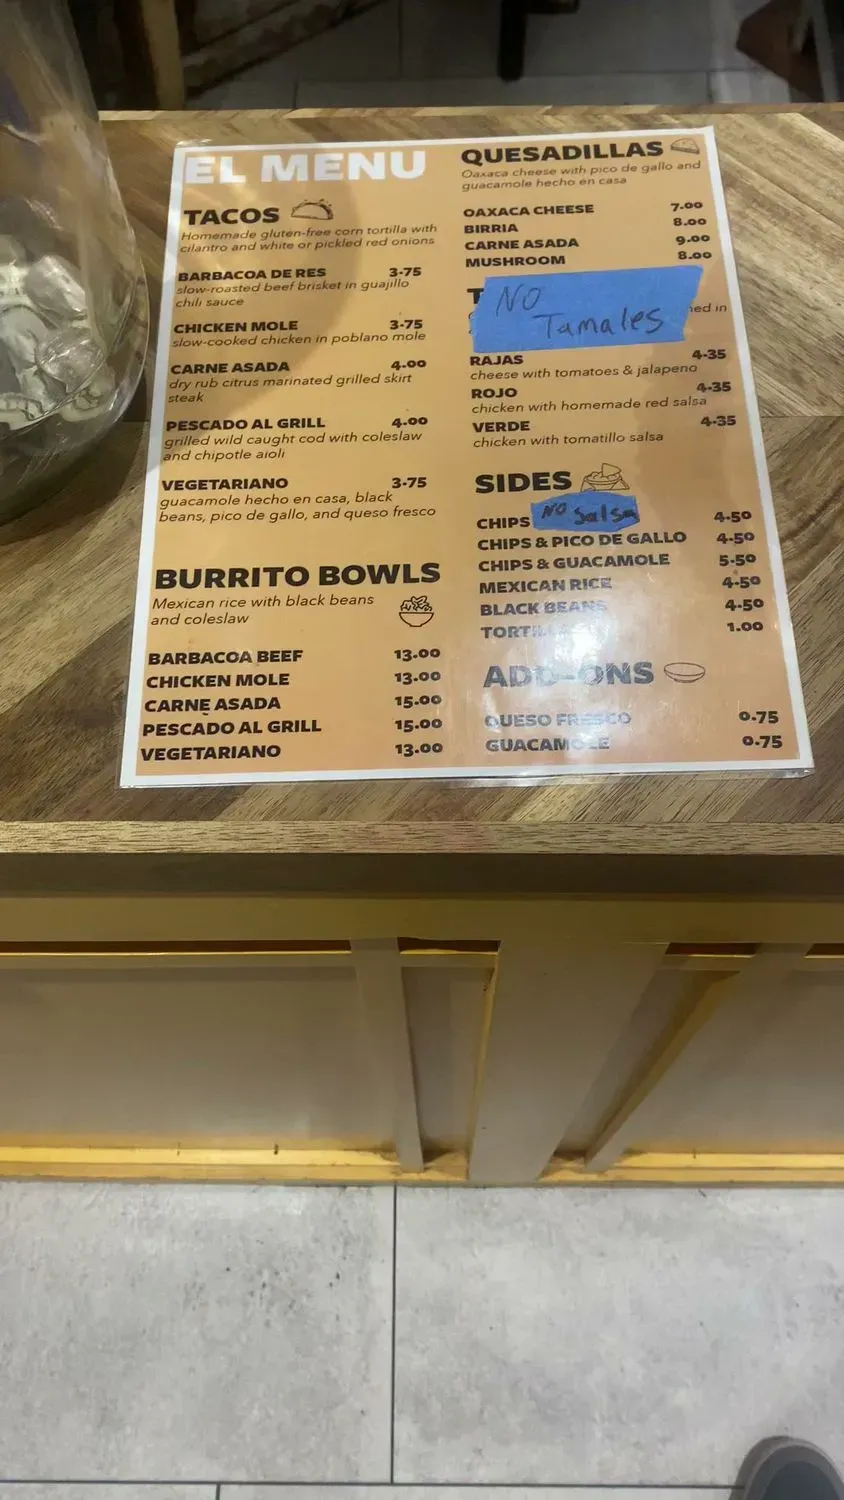 EL MENU
TACOS
Homemade gluten-free corn tortilla with
cilantro and white or pickled red onions
BARBACOA DE RES 3.75
slow-roasted beef brisket in guajillo
chili sauce
CHICKEN MOLE 3.75
slow-cooked chicken in poblano mole
CARNE ASADA 4.00
dry rub citrus marinated grilled skirt
steak
PESCADO AL GRILL 4.00
grilled wild caught cod with coleslaw
and chipotle aioli
VEGETARIANO 3.75
guacamole hecho en casa, black
beans, pico de gallo, and queso fresco
BURRITO BOWLS
Mexican rice with black beans
and coleslaw
BARBACOA BEEF 13.00
CHICKEN MOLE 13.00
CARNE ASADA 15.00
PESCADO AL GRILL 15.00
VEGETARIANO 13.00
QUESADILLAS
Oaxaca cheese with pico de gallo and
guacamole hecho en casa
OAXACA CHEESE 7.00
BIRRIA 8.00
CARNE ASADA 9.00
MUSHROOM 8.00
NO
Tamales
in
RAJAS 4.35
cheese with tomatoes & jalapeno
ROJO 4.35
chicken with homemade red salsa
VERDE 4.35
chicken with tomatillo salsa
SIDES
CHIPS NO Salsa 4.50
CHIPS & PICO DE GALLO 4.50
CHIPS & GUACAMOLE 5.50
MEXICAN RICE 4.50
BLACK BEANS 4.50
1.00
ADD-ONS
QUESO FRESCO 0.75
GUACAMOLE 0.75